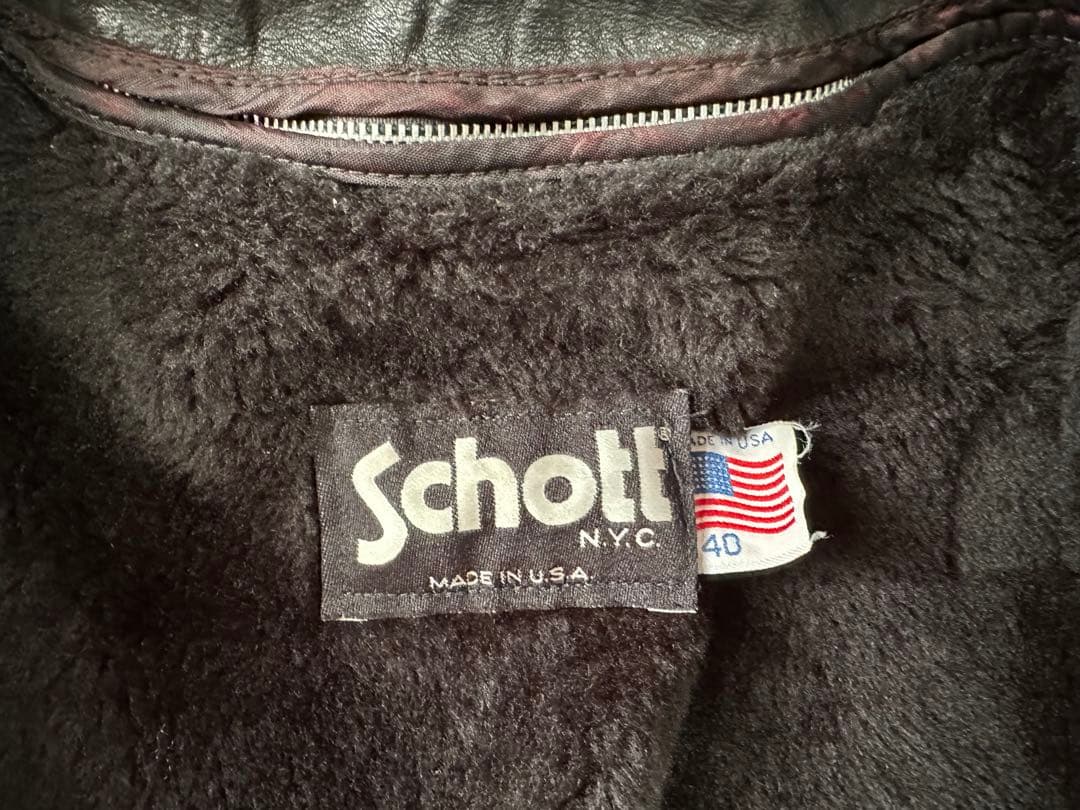 Schott®
N.Y.C.
MADE IN U.S.A.
ADE IN USA
40